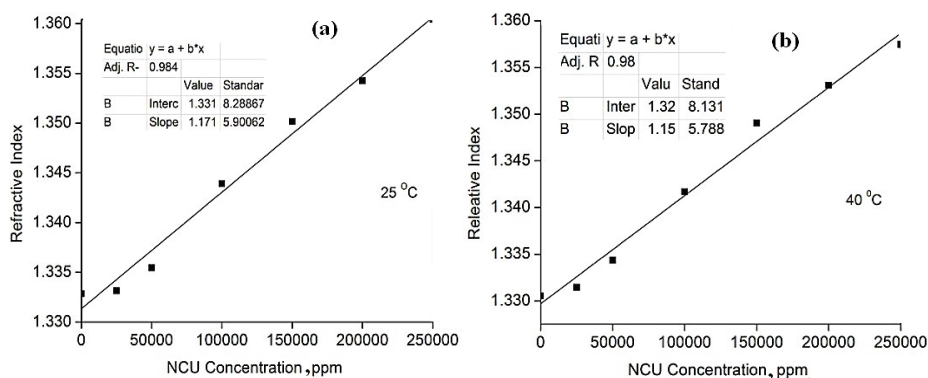 (a)
Equatio y = a + b*x
Adj. R- 0.984
Value Standar
B Interc 1.331 8.28867
B Slope 1.171 5.90062
25 °C
1.360
1.355
1.350
1.345
1.340
1.335
1.330
Refractive Index
0 50000 100000 150000 200000 250000
NCU Concentration,ppm
(b)
Equati y = a + b*x
Adj. R 0.98
Valu Stand
B Inter 1.32 8.131
B Slop 1.15 5.788
40 °C
1.360
1.355
1.350
1.345
1.340
1.335
1.330
Releative Index
0 50000 100000 150000 200000 250000
NCU Concentration,ppm